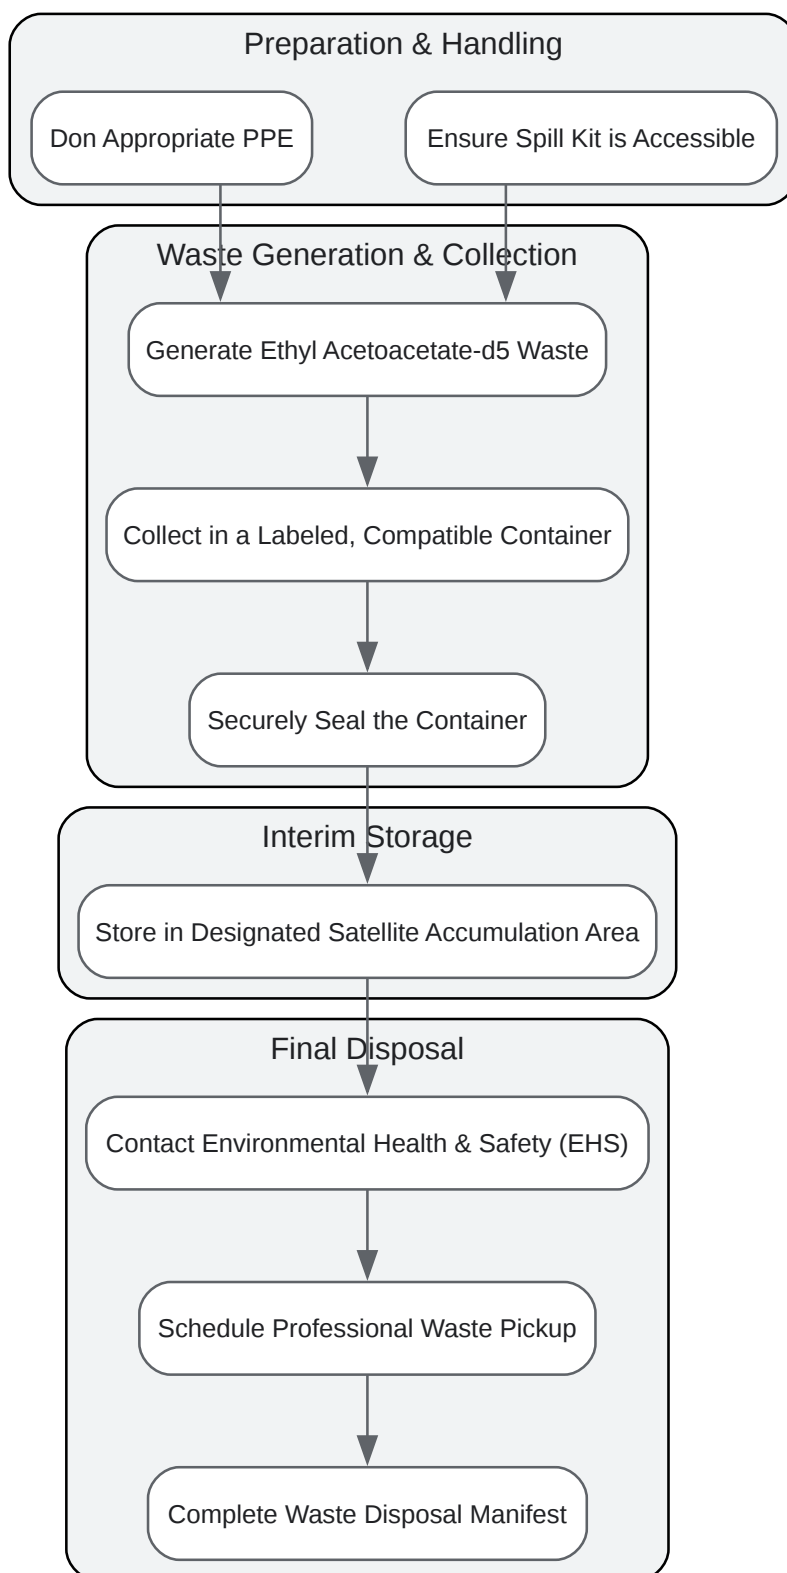 Preparation & Handling
Don Appropriate PPE
Ensure Spill Kit is Accessible
Waste Generation & Collection
Generate Ethyl Acetoacetate-d5 Waste
Collect in a Labeled, Compatible Container
Securely Seal the Container
Interim Storage
Store in Designated Satellite Accumulation Area
Final Disposal
Contact Environmental Health & Safety (EHS)
Schedule Professional Waste Pickup
Complete Waste Disposal Manifest